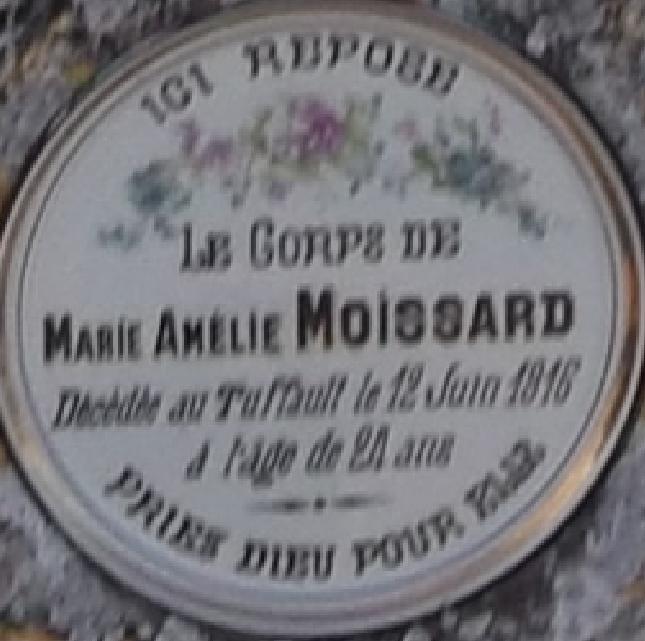 ICI REPOSE
LE CORPS DE
MARIE AMÉLIE MOISSARD
Décédée au Tuffault le 12 Juin 1916
à l'âge de 24 ans
PRIEZ DIEU POUR ELLE